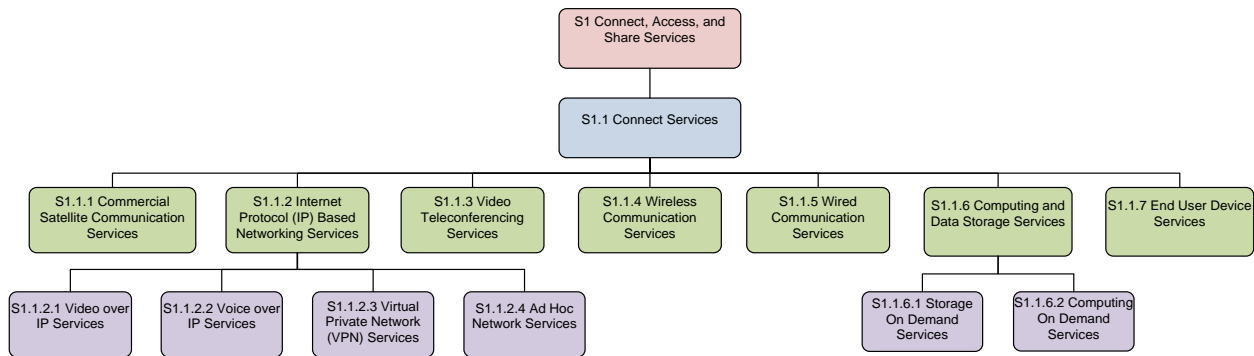 S1 Connect, Access, and
Share Services
S1.1 Connect Services
S1.1.1 Commercial
Satellite Communication
Services
S1.1.2 Internet
Protocol (IP) Based
Networking Services
S1.1.3 Video
Teleconferencing
Services
S1.1.4 Wireless
Communication
Services
S1.1.5 Wired
Communication
Services
S1.1.6 Computing and
Data Storage Services
S1.1.7 End User Device
Services
S1.1.2.1 Video over
IP Services
S1.1.2.2 Voice over
IP Services
S1.1.2.3 Virtual
Private Network
(VPN) Services
S1.1.2.4 Ad Hoc
Network Services
S1.1.6.1 Storage
On Demand
Services
S1.1.6.2 Computing
On Demand
Services